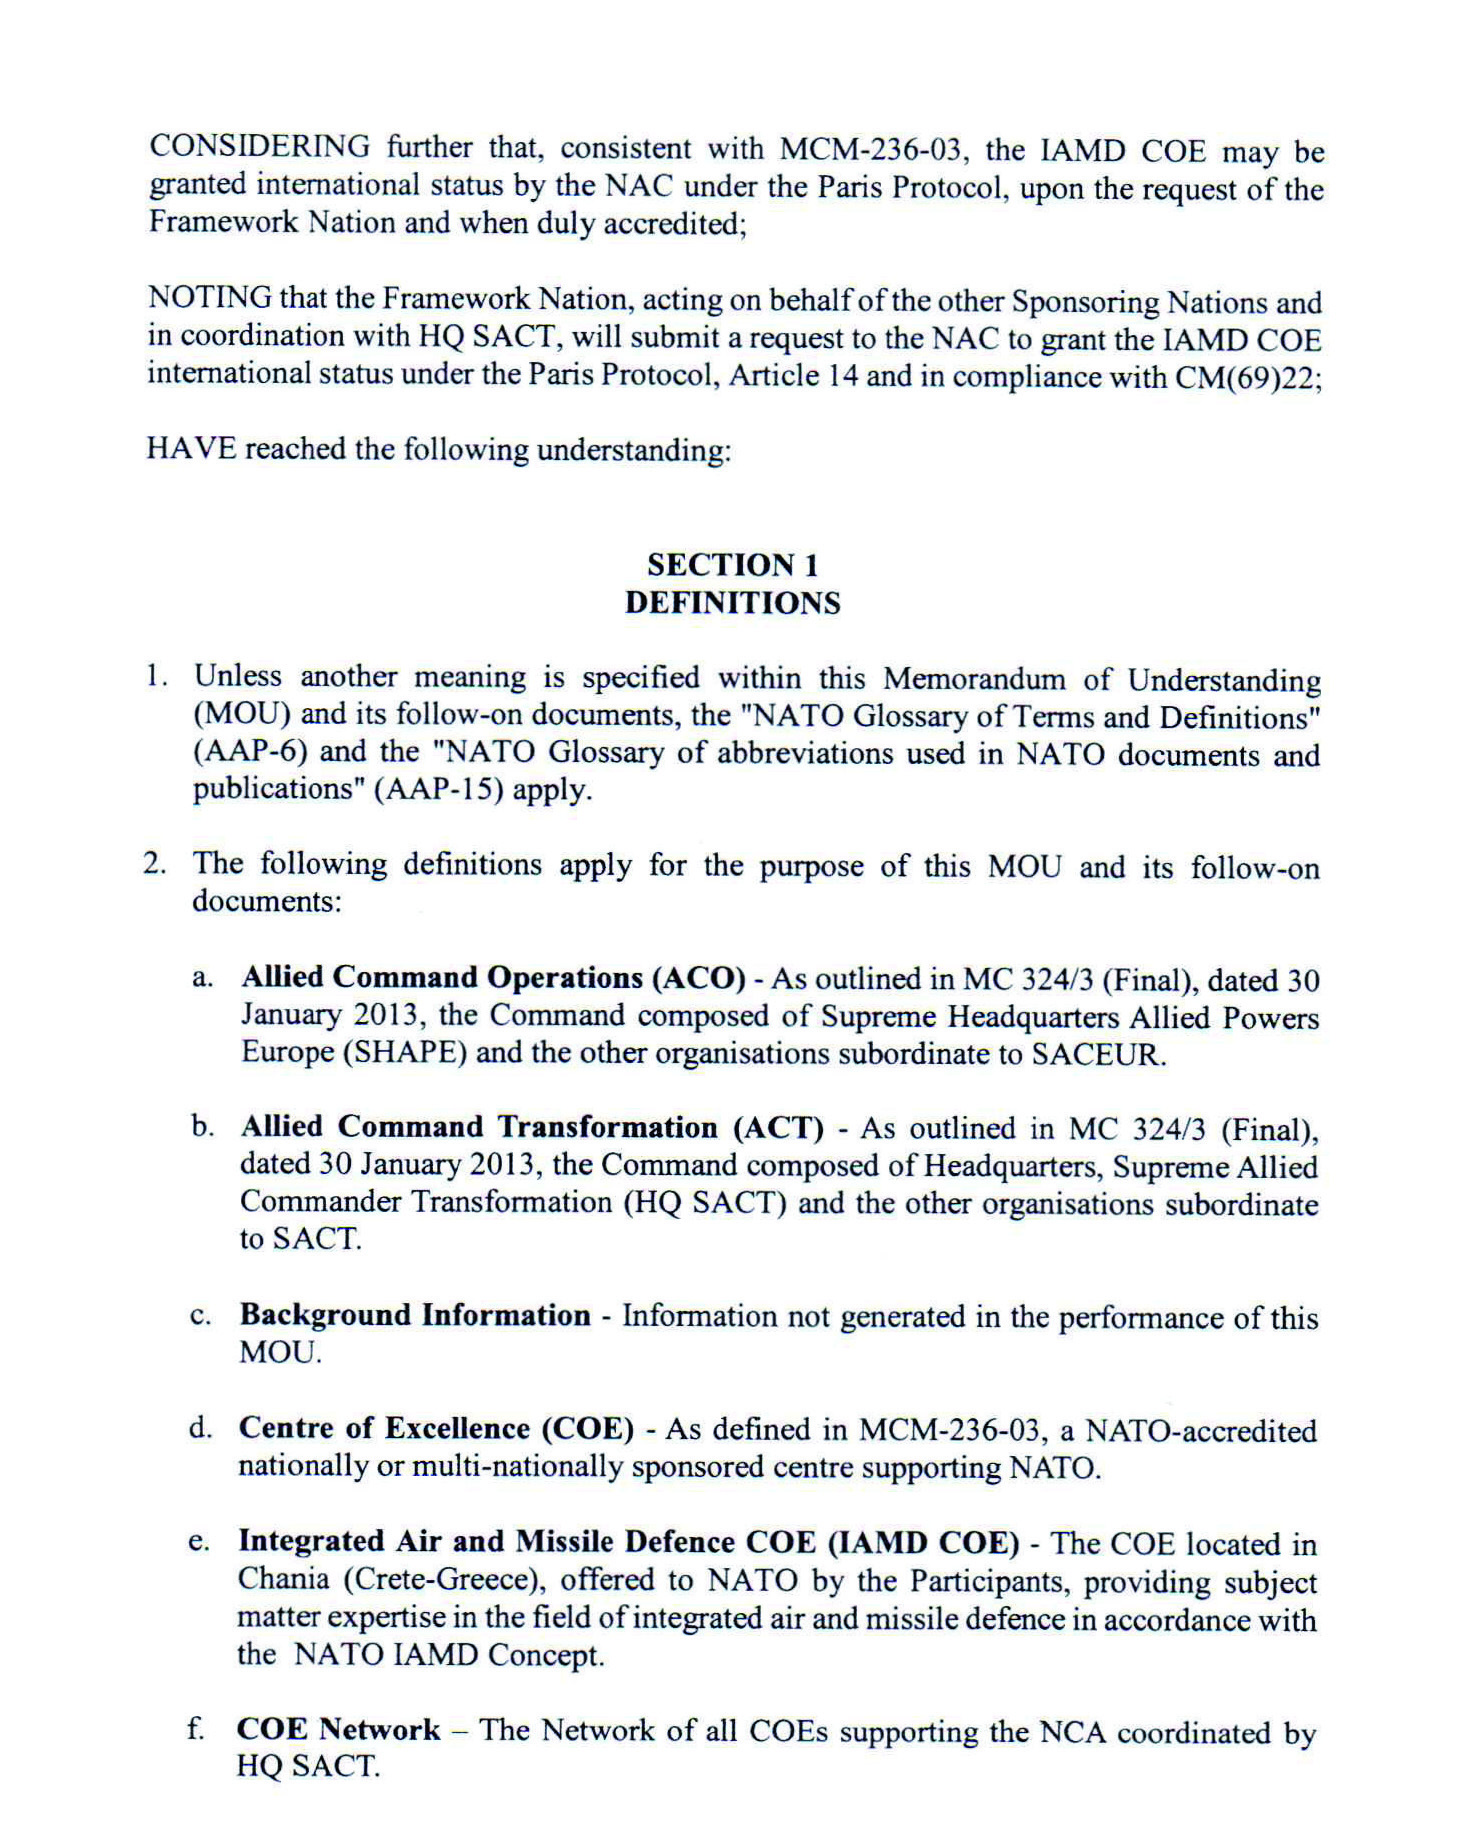 CONSIDERING further that, consistent with MCM-236-03, the IAMD COE may be
granted international status by the NAC under the Paris Protocol, upon the request of the
Framework Nation and when duly accredited;
NOTING that the Framework Nation, acting on behalf of the other Sponsoring Nations and
in coordination with HQ SACT, will submit a request to the NAC to grant the IAMD COE
international status under the Paris Protocol, Article 14 and in compliance with CM(69)22;
HAVE reached the following understanding:
SECTION 1
DEFINITIONS
1. Unless another meaning is specified within this Memorandum of Understanding
(MOU) and its follow-on documents, the "NATO Glossary of Terms and Definitions"
(AAP-6) and the "NATO Glossary of abbreviations used in NATO documents and
publications" (AAP-15) apply.
2. The following definitions apply for the purpose of this MOU and its follow-on
documents:
a. Allied Command Operations (ACO) - As outlined in MC 324/3 (Final), dated 30
January 2013, the Command composed of Supreme Headquarters Allied Powers
Europe (SHAPE) and the other organisations subordinate to SACEUR.
b. Allied Command Transformation (ACT) - As outlined in MC 324/3 (Final),
dated 30 January 2013, the Command composed of Headquarters, Supreme Allied
Commander Transformation (HQ SACT) and the other organisations subordinate
to SACT.
c. Background Information - Information not generated in the performance of this
MOU.
d. Centre of Excellence (COE) - As defined in MCM-236-03, a NATO-accredited
nationally or multi-nationally sponsored centre supporting NATO.
e. Integrated Air and Missile Defence COE (IAMD COE) - The COE located in
Chania (Crete-Greece), offered to NATO by the Participants, providing subject
matter expertise in the field of integrated air and missile defence in accordance with
the NATO IAMD Concept.
f. COE Network – The Network of all COEs supporting the NCA coordinated by
HQ SACT.